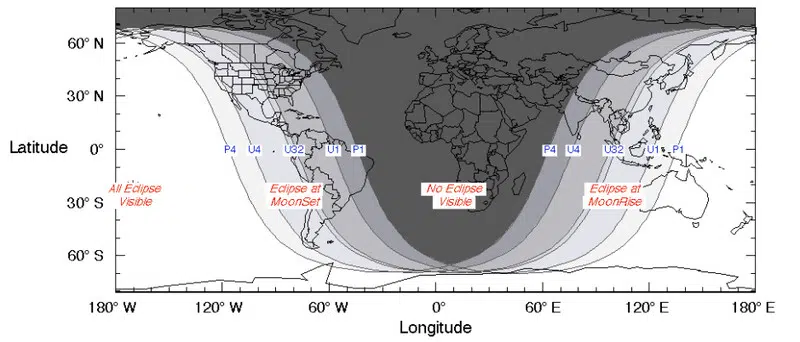 60° N
30° N
Latitude
0°
P4 U4 U32 U1 P1 P4 U4 U32 U1 P1
All Eclipse
Visible
Eclipse at
MoonSet
No Eclipse
Visible
Eclipse at
MoonRise
30° S
60° S
180° W 120° W 60° W 0° 60° E 120° E 180° E
Longitude